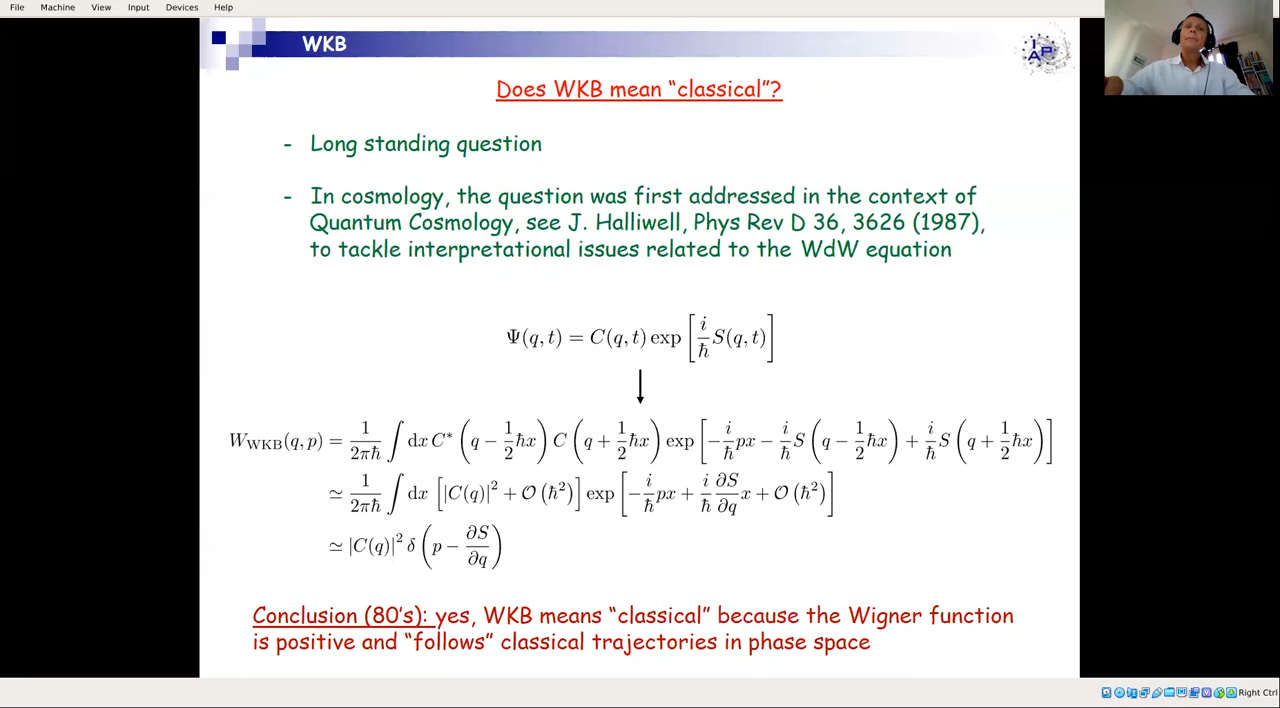 File Machine View Input Devices Help
WKB
IAP
Does WKB mean “classical”?
- Long standing question
- In cosmology, the question was first addressed in the context of
Quantum Cosmology, see J. Halliwell, Phys Rev D 36, 3626 (1987),
to tackle interpretational issues related to the WdW equation
Ψ(q, t) = C(q, t) exp [i/ħ S(q, t)]
↓
W_WKB(q, p) = 1/(2πħ) ∫ dx C* (q − 1/2 ħx) C (q + 1/2 ħx) exp [−i/ħ px − i/ħ S (q − 1/2 ħx) + i/ħ S (q + 1/2 ħx)]
≃ 1/(2πħ) ∫ dx [|C(q)|² + O (ħ²)] exp [−i/ħ px + i/ħ ∂S/∂q x + O (ħ²)]
≃ |C(q)|² δ (p − ∂S/∂q)
Conclusion (80’s): yes, WKB means “classical” because the Wigner function
is positive and “follows” classical trajectories in phase space
Right Ctrl